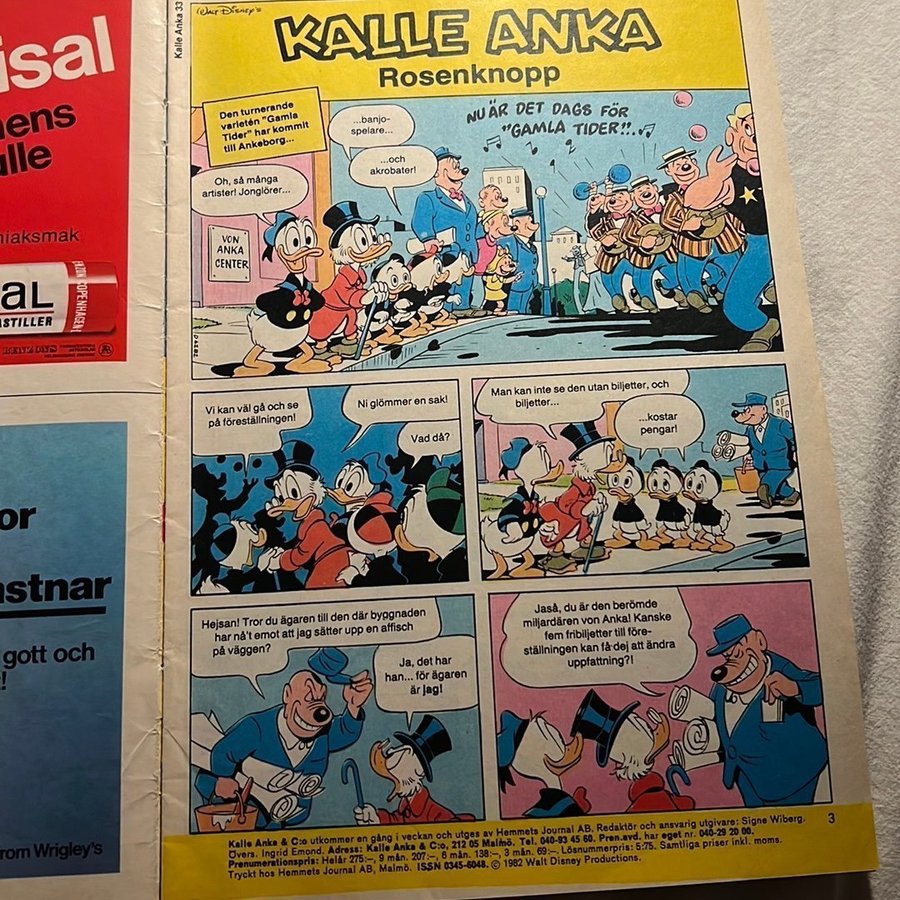 isal
ens
ulle
niaksmak
AL
ASTILLER
BENZONS
or
astnar
gott och
!
rom Wrigley's
Kalle Anka 33
Walt Disney's
KALLE ANKA
Rosenknopp
Den turnerande
varietén "Gamla
Tider" har kommit
till Ankeborg...
Oh, så många
artister! Jonglörer...
...banjo-
spelare...
...och
akrobater!
NU ÄR DET DAGS FÖR
"GAMLA TIDER"!..
VON
ANKA
CENTER
Vi kan väl gå och se
på föreställningen!
Ni glömmer en sak!
Vad då?
Man kan inte se den utan biljetter, och
biljetter...
...kostar
pengar!
Hejsan! Tror du ägaren till den där byggnaden
har nå't emot att jag sätter upp en affisch
på väggen?
Ja, det har
han... för ägaren
är jag!
Jaså, du är den berömde
miljardären von Anka! Kanske
fem fribiljetter till före-
ställningen kan få dej att ändra
uppfattning?!
Kalle Anka & C:o utkommer en gång i veckan och utges av Hemmets Journal AB. Redaktör och ansvarig utgivare: Signe Wiberg.
Övers. Ingrid Emond. Adress: Kalle Anka & C:o, 212 05 Malmö. Tel. 040-93 45 60. Pren.avd. har eget nr. 040-29 20 00.
Prenumerationspris: Helår 275:–, 9 mån. 207:–, 6 mån. 138:–, 3 mån. 69:–. Lösnummerpris: 5:75. Samtliga priser inkl. moms.
Tryckt hos Hemmets Journal AB, Malmö. ISSN 0345-6048. © 1982 Walt Disney Productions.
3